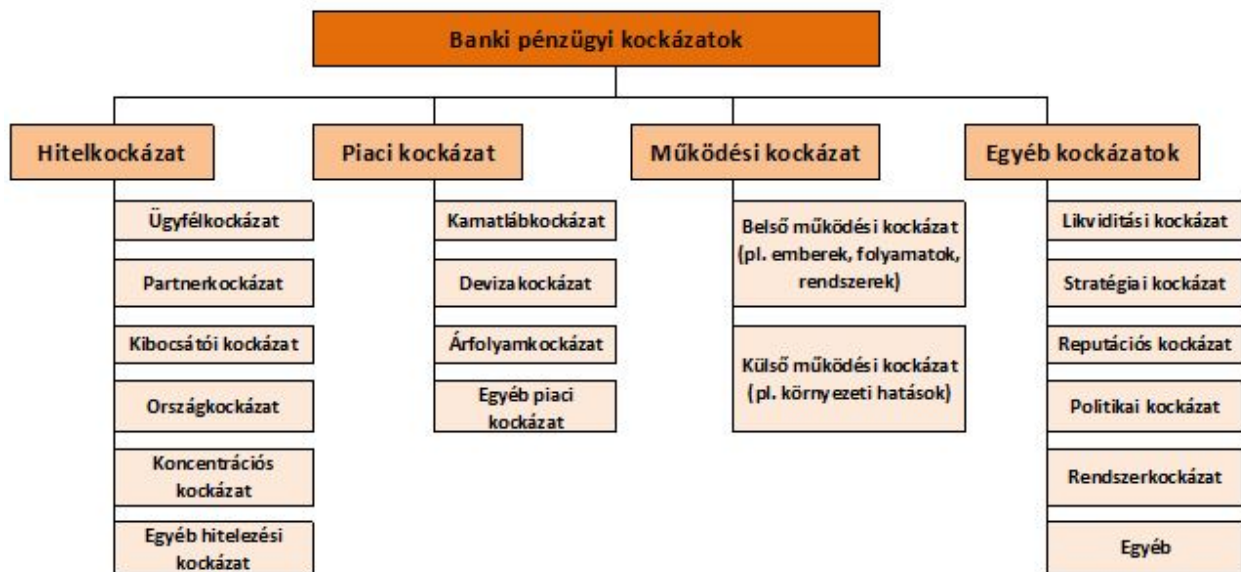 Banki pénzügyi kockázatok
Hitelkockázat
Ügyfélkockázat
Partnerkockázat
Kibocsátói kockázat
Országkockázat
Koncentrációs
kockázat
Egyéb hitelezési
kockázat
Piaci kockázat
Kamatlábkockázat
Devizakockázat
Árfolyamkockázat
Egyéb piaci
kockázat
Működési kockázat
Belső működési kockázat
(pl. emberek, folyamatok,
rendszerek)
Külső működési kockázat
(pl. környezeti hatások)
Egyéb kockázatok
Likviditási kockázat
Stratégiai kockázat
Reputációs kockázat
Politikai kockázat
Rendszerkockázat
Egyéb